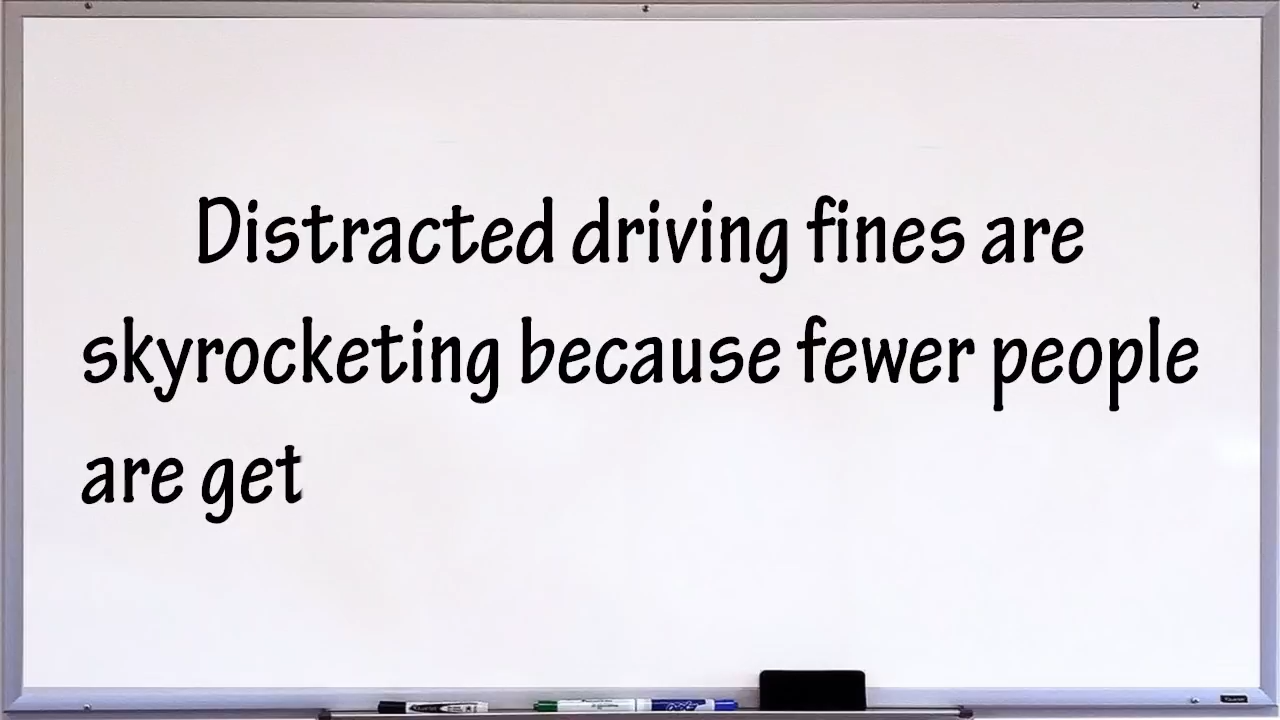 Distracted driving fines are
skyrocketing because fewer people
are get